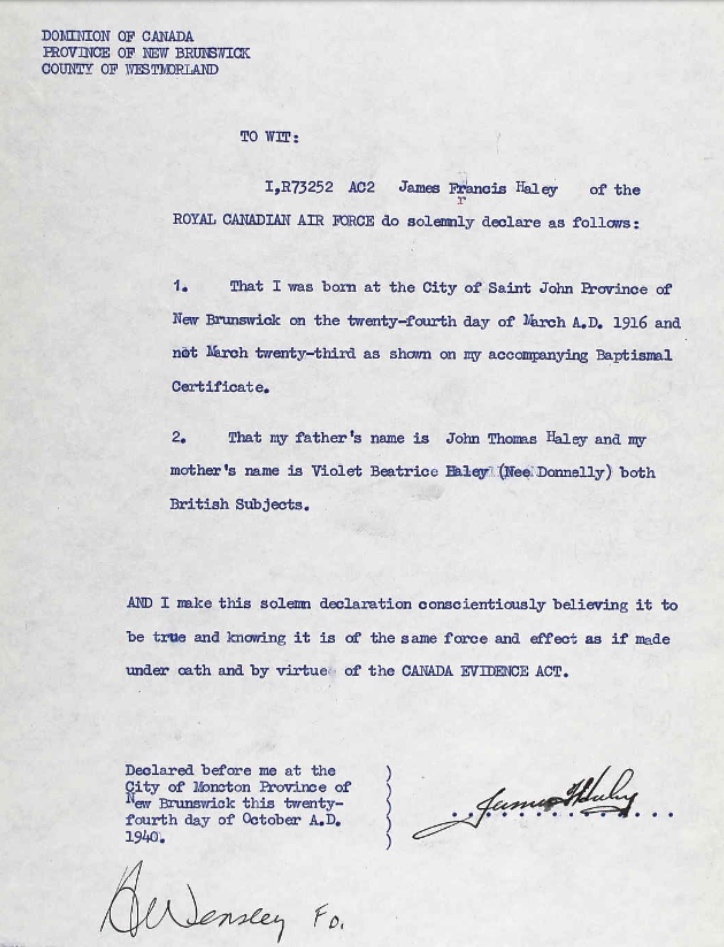 DOMINION OF CANADA
PROVINCE OF NEW BRUNSWICK
COUNTY OF WESTMORLAND
TO WIT:
I,R73252 AC2 James Francis Haley of the
r
ROYAL CANADIAN AIR FORCE do solemnly declare as follows:
1. That I was born at the City of Saint John Province of
New Brunswick on the twenty-fourth day of March A.D. 1916 and
not March twenty-third as shown on my accompanying Baptismal
Certificate.
2. That my father's name is John Thomas Haley and my
mother's name is Violet Beatrice Haley (Nee Donnelly) both
British Subjects.
AND I make this solemn declaration conscientiously believing it to
be true and knowing it is of the same force and effect as if made
under oath and by virtue of the CANADA EVIDENCE ACT.
Declared before me at the
City of Moncton Province of
New Brunswick this twenty-
fourth day of October A.D.
1940.
James F Haley
Wensley Fo.